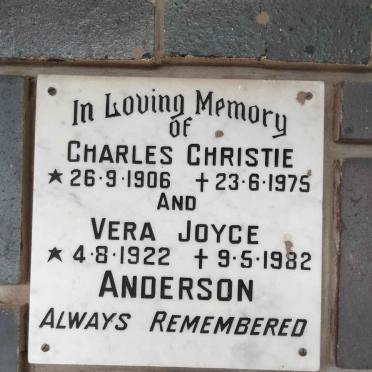 In Loving Memory
of
CHARLES CHRISTIE
★ 26·9·1906 ✝ 23·6·1975
AND
VERA JOYCE
★ 4·8·1922 ✝ 9·5·1982
ANDERSON
ALWAYS REMEMBERED